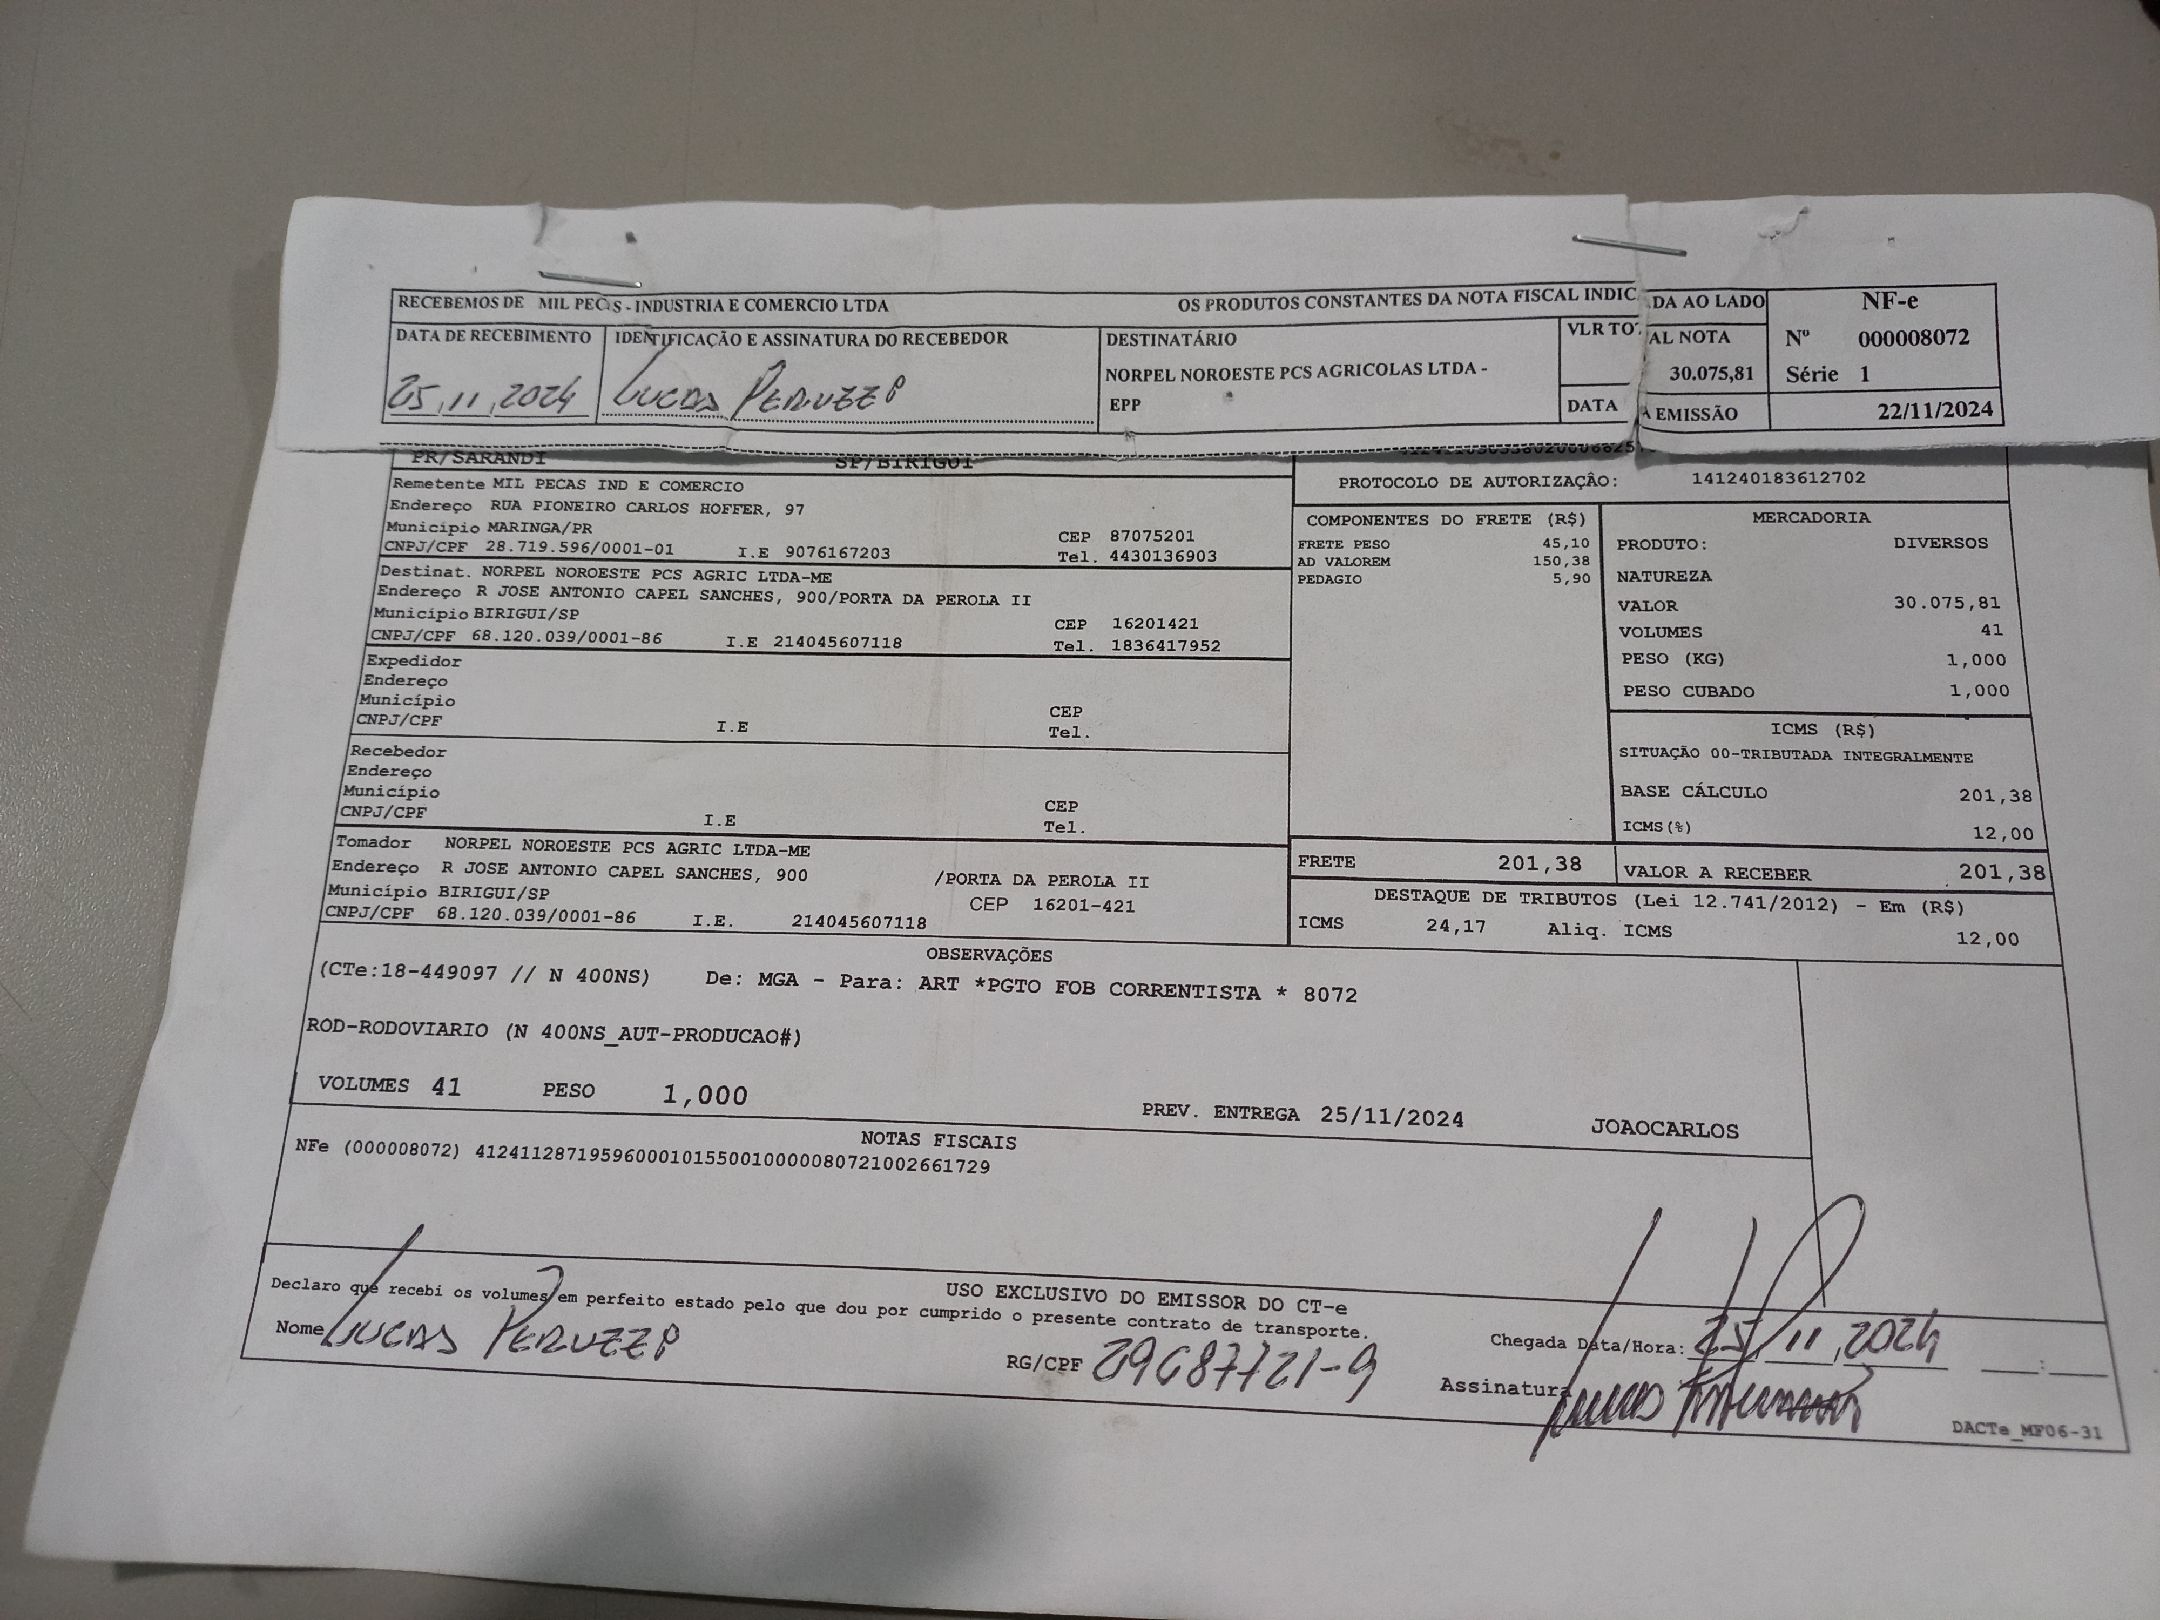 RECEBEMOS DE MIL PECAS - INDUSTRIA E COMERCIO LTDA OS PRODUTOS CONSTANTES DA NOTA FISCAL INDICADA AO LADO
NF-e
DATA DE RECEBIMENTO IDENTIFICAÇÃO E ASSINATURA DO RECEBEDOR DESTINATÁRIO VLR TOTAL NOTA
Nº 000008072
NORPEL NOROESTE PCS AGRICOLAS LTDA - 30.075,81
Série 1
25,11,2024 LUCAS PERUZZI EPP DATA EMISSÃO 22/11/2024
PR/SARANDI SP/BIRIGUI
Remetente MIL PECAS IND E COMERCIO
Endereço RUA PIONEIRO CARLOS HOFFER, 97
Município MARINGA/PR CEP 87075201
CNPJ/CPF 28.719.596/0001-01 I.E 9076167203 Tel. 4430136903
Destinat. NORPEL NOROESTE PCS AGRIC LTDA-ME
Endereço R JOSE ANTONIO CAPEL SANCHES, 900/PORTA DA PEROLA II
Município BIRIGUI/SP CEP 16201421
CNPJ/CPF 68.120.039/0001-86 I.E 214045607118 Tel. 1836417952
Expedidor
Endereço
Município CEP
CNPJ/CPF I.E Tel.
Recebedor
Endereço
Município CEP
CNPJ/CPF I.E Tel.
Tomador NORPEL NOROESTE PCS AGRIC LTDA-ME
Endereço R JOSE ANTONIO CAPEL SANCHES, 900 /PORTA DA PEROLA II
Município BIRIGUI/SP CEP 16201-421
CNPJ/CPF 68.120.039/0001-86 I.E. 214045607118
PROTOCOLO DE AUTORIZAÇÃO: 141240183612702
COMPONENTES DO FRETE (R$)
FRETE PESO 45,10
AD VALOREM 150,38
PEDAGIO 5,90
MERCADORIA
PRODUTO: DIVERSOS
NATUREZA
VALOR 30.075,81
VOLUMES 41
PESO (KG) 1,000
PESO CUBADO 1,000
ICMS (R$)
SITUAÇÃO 00-TRIBUTADA INTEGRALMENTE
BASE CÁLCULO 201,38
ICMS(%) 12,00
FRETE 201,38 VALOR A RECEBER 201,38
DESTAQUE DE TRIBUTOS (Lei 12.741/2012) - Em (R$)
ICMS 24,17 Aliq. ICMS 12,00
OBSERVAÇÕES
(CTe:18-449097 // N 400NS) De: MGA - Para: ART *PGTO FOB CORRENTISTA * 8072
ROD-RODOVIARIO (N 400NS_AUT-PRODUCAO#)
VOLUMES 41 PESO 1,000 PREV. ENTREGA 25/11/2024 JOAOCARLOS
NOTAS FISCAIS
NFe (000008072) 41241128719596000101550010000080721002661729
USO EXCLUSIVO DO EMISSOR DO CT-e
Declaro que recebi os volumes em perfeito estado pelo que dou por cumprido o presente contrato de transporte.
Nome LUCAS PERUZZI RG/CPF 29687721-9 Chegada Data/Hora: 25/11,2024 __:__
Assinatura
DACTe_MF06-31